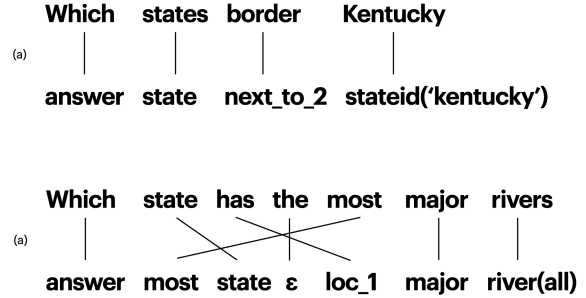 Which states border Kentucky
(a)
answer state next_to_2 stateid(‘kentucky’)
Which state has the most major rivers
(a)
answer most state ε loc_1 major river(all)